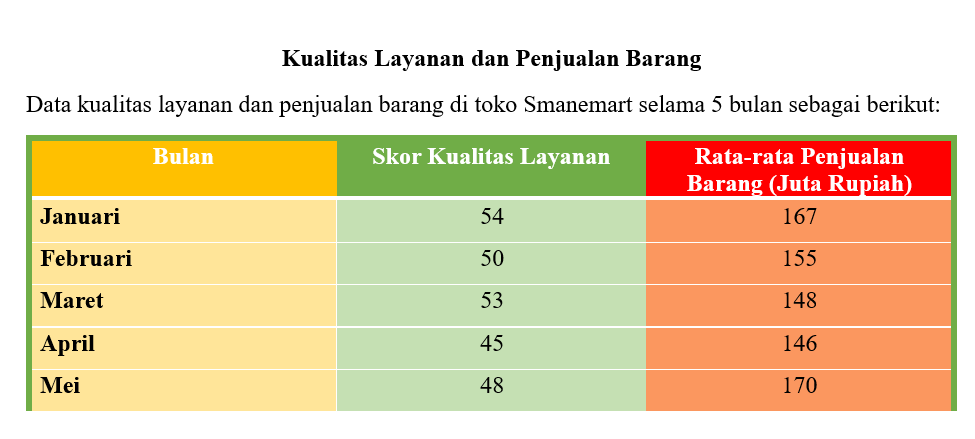 Kualitas Layanan dan Penjualan Barang
Data kualitas layanan dan penjualan barang di toko Smanemart selama 5 bulan sebagai berikut:
Bulan Skor Kualitas Layanan Rata-rata Penjualan
Barang (Juta Rupiah)
Januari 54 167
Februari 50 155
Maret 53 148
April 45 146
Mei 48 170